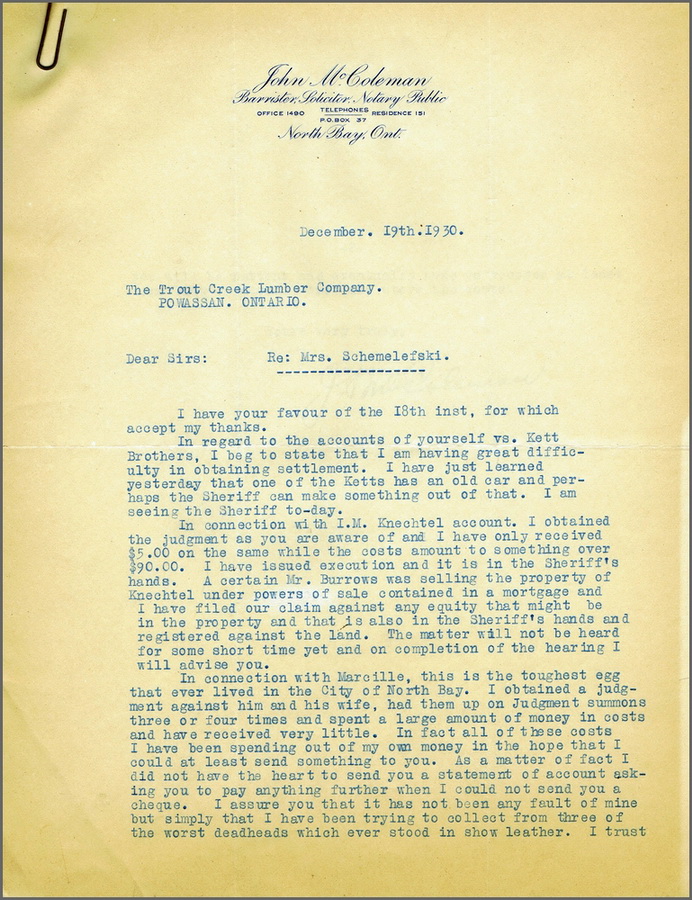 John McColeman
Barrister, Solicitor, Notary Public
OFFICE 1490 TELEPHONES RESIDENCE 151
P.O. BOX 37
North Bay, Ont.
December. 19th.1930.
The Trout Creek Lumber Company.
POWASSAN. ONTARIO.
Dear Sirs: Re: Mrs. Schemelefski.
-----------------
I have your favour of the 18th inst, for which
accept my thanks.
In regard to the accounts of yourself vs. Kett
Brothers, I beg to state that I am having great diffic-
ulty in obtaining settlement. I have just learned
yesterday that one of the Ketts has an old car and per-
haps the Sheriff can make something out of that. I am
seeing the Sheriff to-day.
In connection with I.M. Knechtel account. I obtained
the judgment as you are aware of and I have only received
$5.00 on the same while the costs amount to something over
$90.00. I have issued execution and it is in the Sheriff's
hands. A certain Mr. Burrows was selling the property of
Knechtel under powers of sale contained in a mortgage and
I have filed our claim against any equity that might be
in the property and that is also in the Sheriff's hands and
registered against the land. The matter will not be heard
for some short time yet and on completion of the hearing I
will advise you.
In connection with Marcille, this is the toughest egg
that ever lived in the City of North Bay. I obtained a judg-
ment against him and his wife, had them up on Judgment summons
three or four times and spent a large amount of money in costs
and have received very little. In fact all of these costs
I have been spending out of my own money in the hope that I
could at least send something to you. As a matter of fact I
did not have the heart to send you a statement of account ask-
ing you to pay anything further when I could not send you a
cheque. I assure you that it has not been any fault of mine
but simply that I have been trying to collect from three of
the worst deadheads which ever stood in show leather. I trust